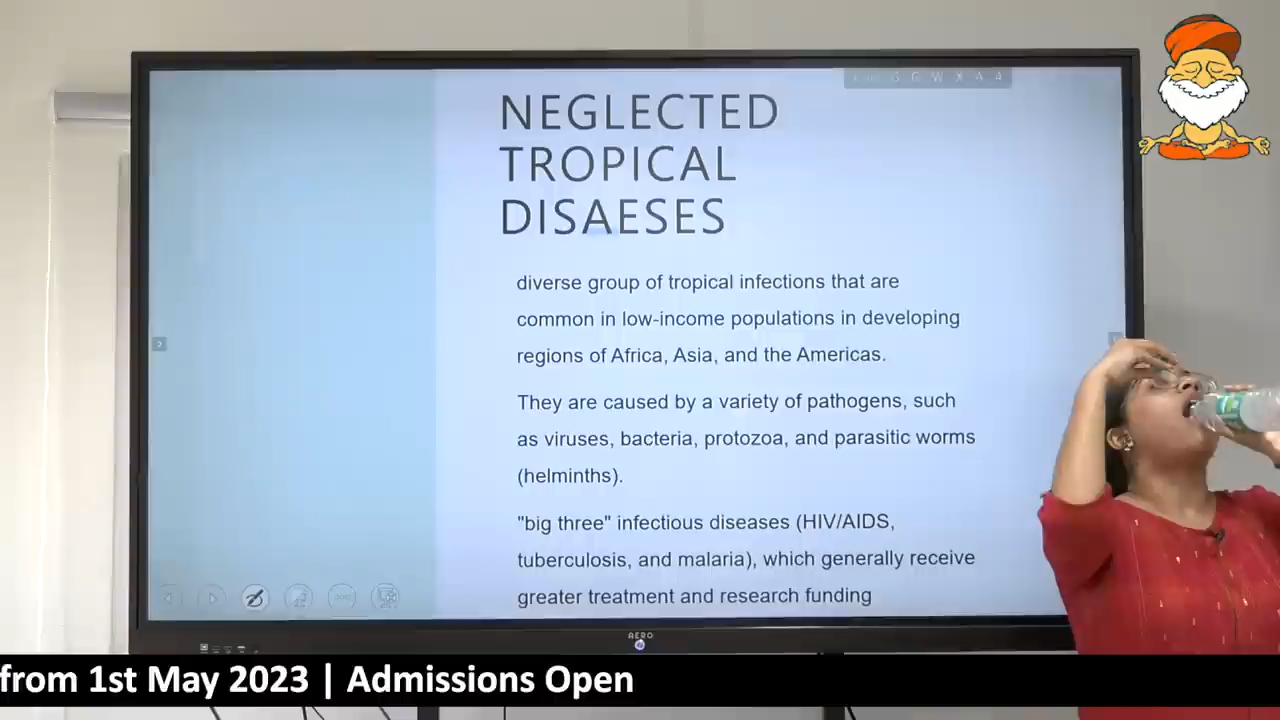 NEGLECTED
TROPICAL
DISAESES
diverse group of tropical infections that are
common in low-income populations in developing
regions of Africa, Asia, and the Americas.
They are caused by a variety of pathogens, such
as viruses, bacteria, protozoa, and parasitic worms
(helminths).
"big three" infectious diseases (HIV/AIDS,
tuberculosis, and malaria), which generally receive
greater treatment and research funding
AERO
from 1st May 2023 | Admissions Open